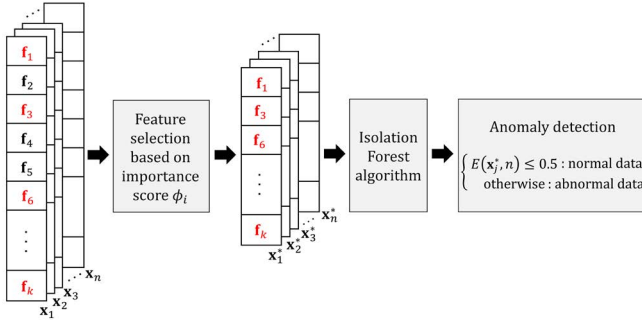 f₁
f₂
f₃
f₄
f₅
f₆
⋮
fₖ
x₁
x₂
x₃
...
xₙ
Feature
selection
based on
importance
score ϕᵢ
f₁
f₃
f₆
⋮
fₖ
x₁*
x₂*
x₃*
...
xₙ*
Isolation
Forest
algorithm
Anomaly detection
{ E(xⱼ*, n) ≤ 0.5 : normal data
otherwise : abnormal data